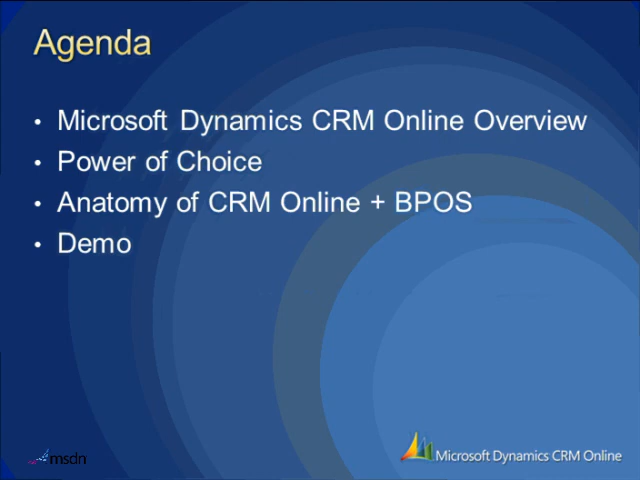 Agenda
• Microsoft Dynamics CRM Online Overview
• Power of Choice
• Anatomy of CRM Online + BPOS
• Demo
msdn
Microsoft Dynamics CRM Online